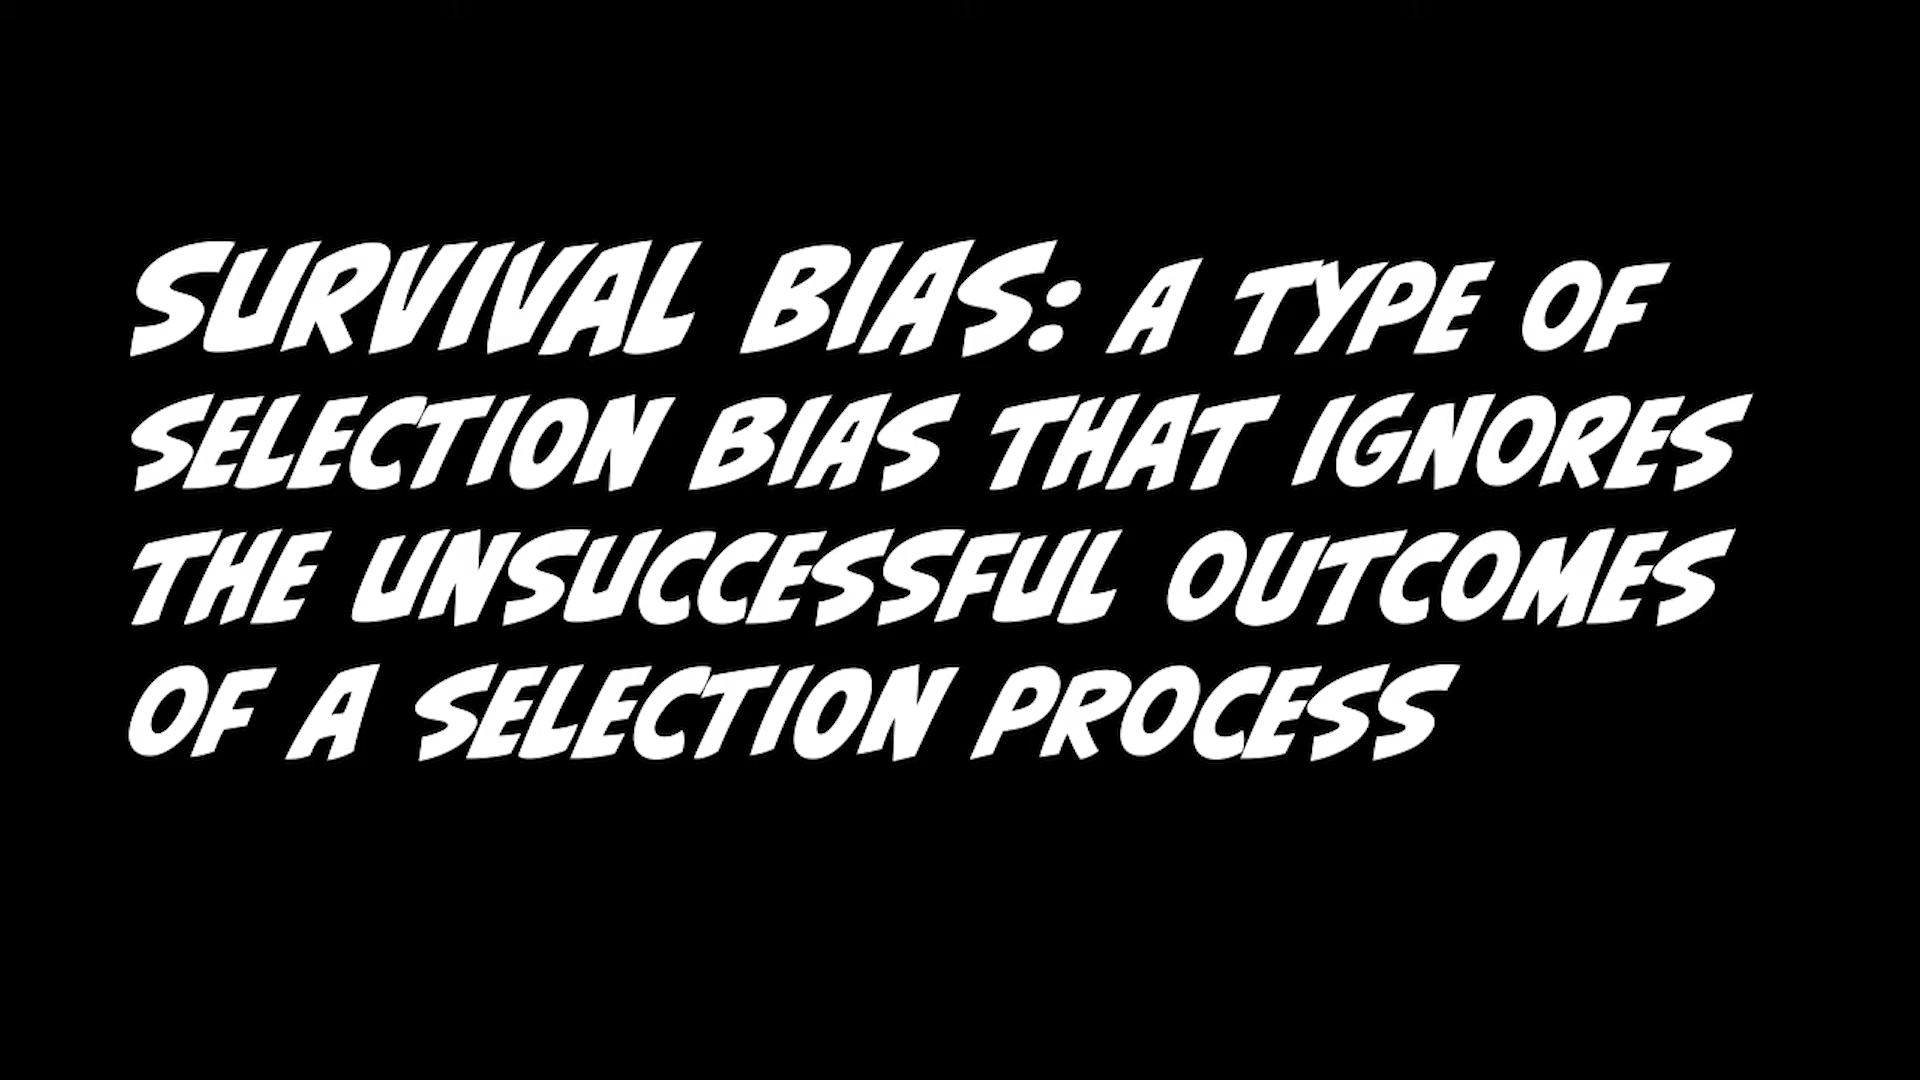 SURVIVAL BIAS: A TYPE OF
SELECTION BIAS THAT IGNORES
THE UNSUCCESSFUL OUTCOMES
OF A SELECTION PROCESS